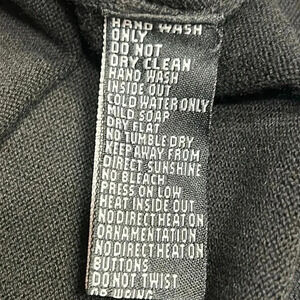 HAND WASH
ONLY
DO NOT
DRY CLEAN
HAND WASH
INSIDE OUT
COLD WATER ONLY
MILD SOAP
DRY FLAT
NO TUMBLE DRY
KEEP AWAY FROM
DIRECT SUNSHINE
NO BLEACH
PRESS ON LOW
HEAT INSIDE OUT
NO DIRECT HEAT ON
ORNAMENTATION
NO DIRECT HEAT ON
BUTTONS
DO NOT TWIST
OR WRING